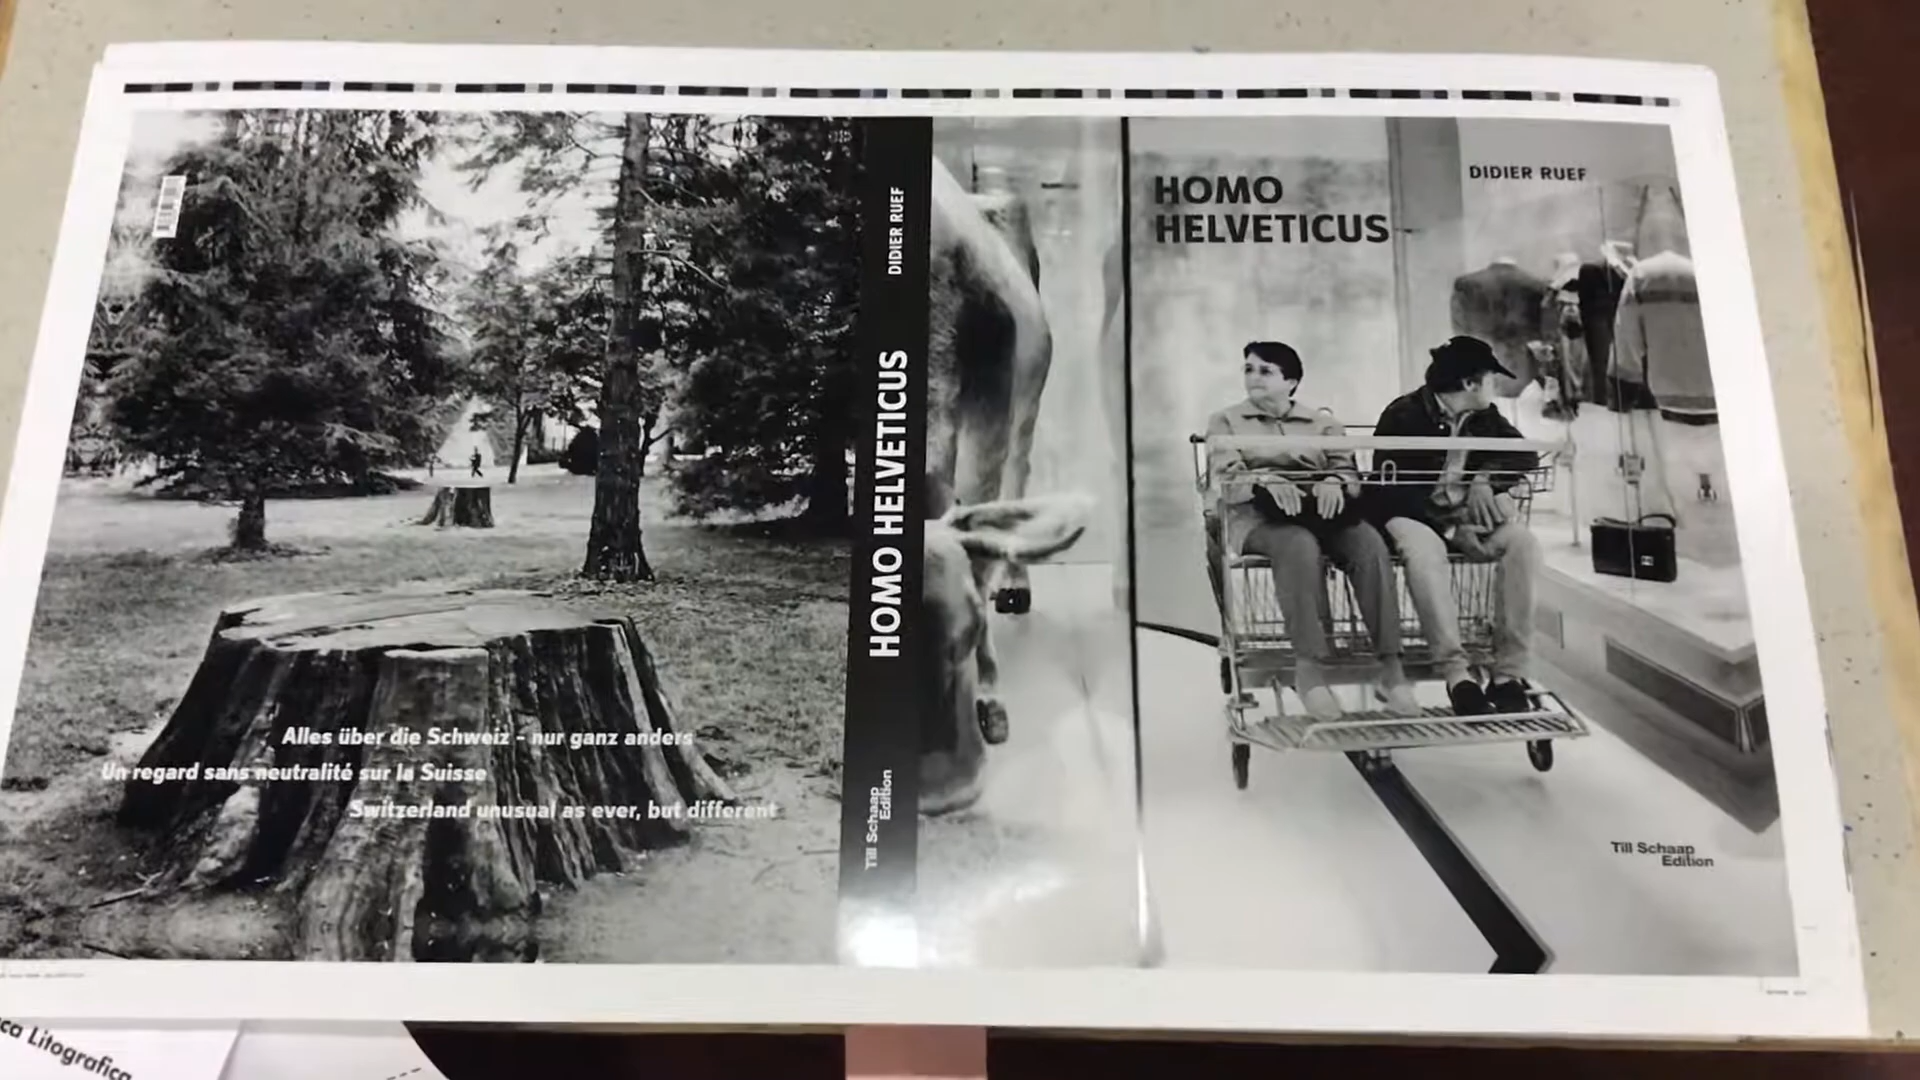 Alles über die Schweiz – nur ganz anders
Un regard sans neutralité sur la Suisse
Switzerland unusual as ever, but different
DIDIER RUEF
HOMO HELVETICUS
Till Schaap
Edition
HOMO
HELVETICUS
DIDIER RUEF
Till Schaap
Edition
Litografica